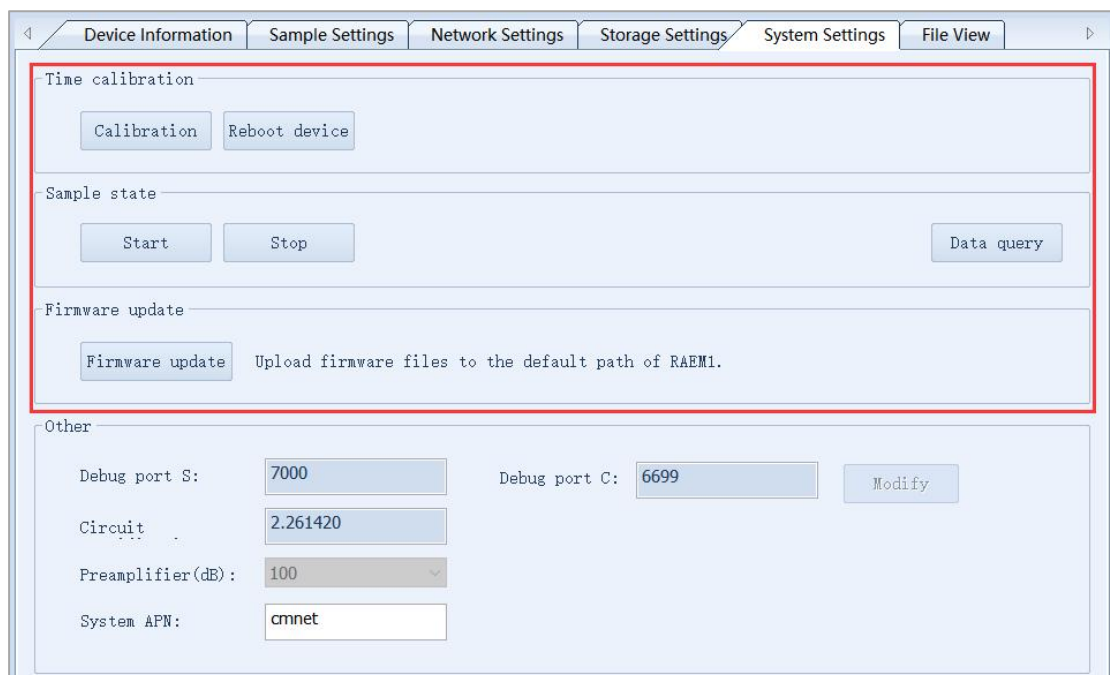 Device Information Sample Settings Network Settings Storage Settings System Settings File View
Time calibration
Calibration Reboot device
Sample state
Start Stop Data query
Firmware update
Firmware update Upload firmware files to the default path of RAEM1.
Other
Debug port S: 7000 Debug port C: 6699 Modify
Circuit 2.261420
Preamplifier(dB): 100
System APN: cmnet